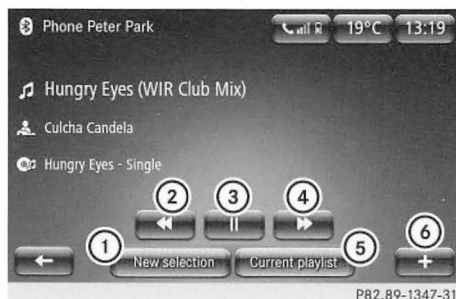 Phone Peter Park
19°C
13:19
Hungry Eyes (WIR Club Mix)
Culcha Candela
Hungry Eyes - Single
2
3
4
1
New selection
Current playlist
5
6
P82.89-1347-31